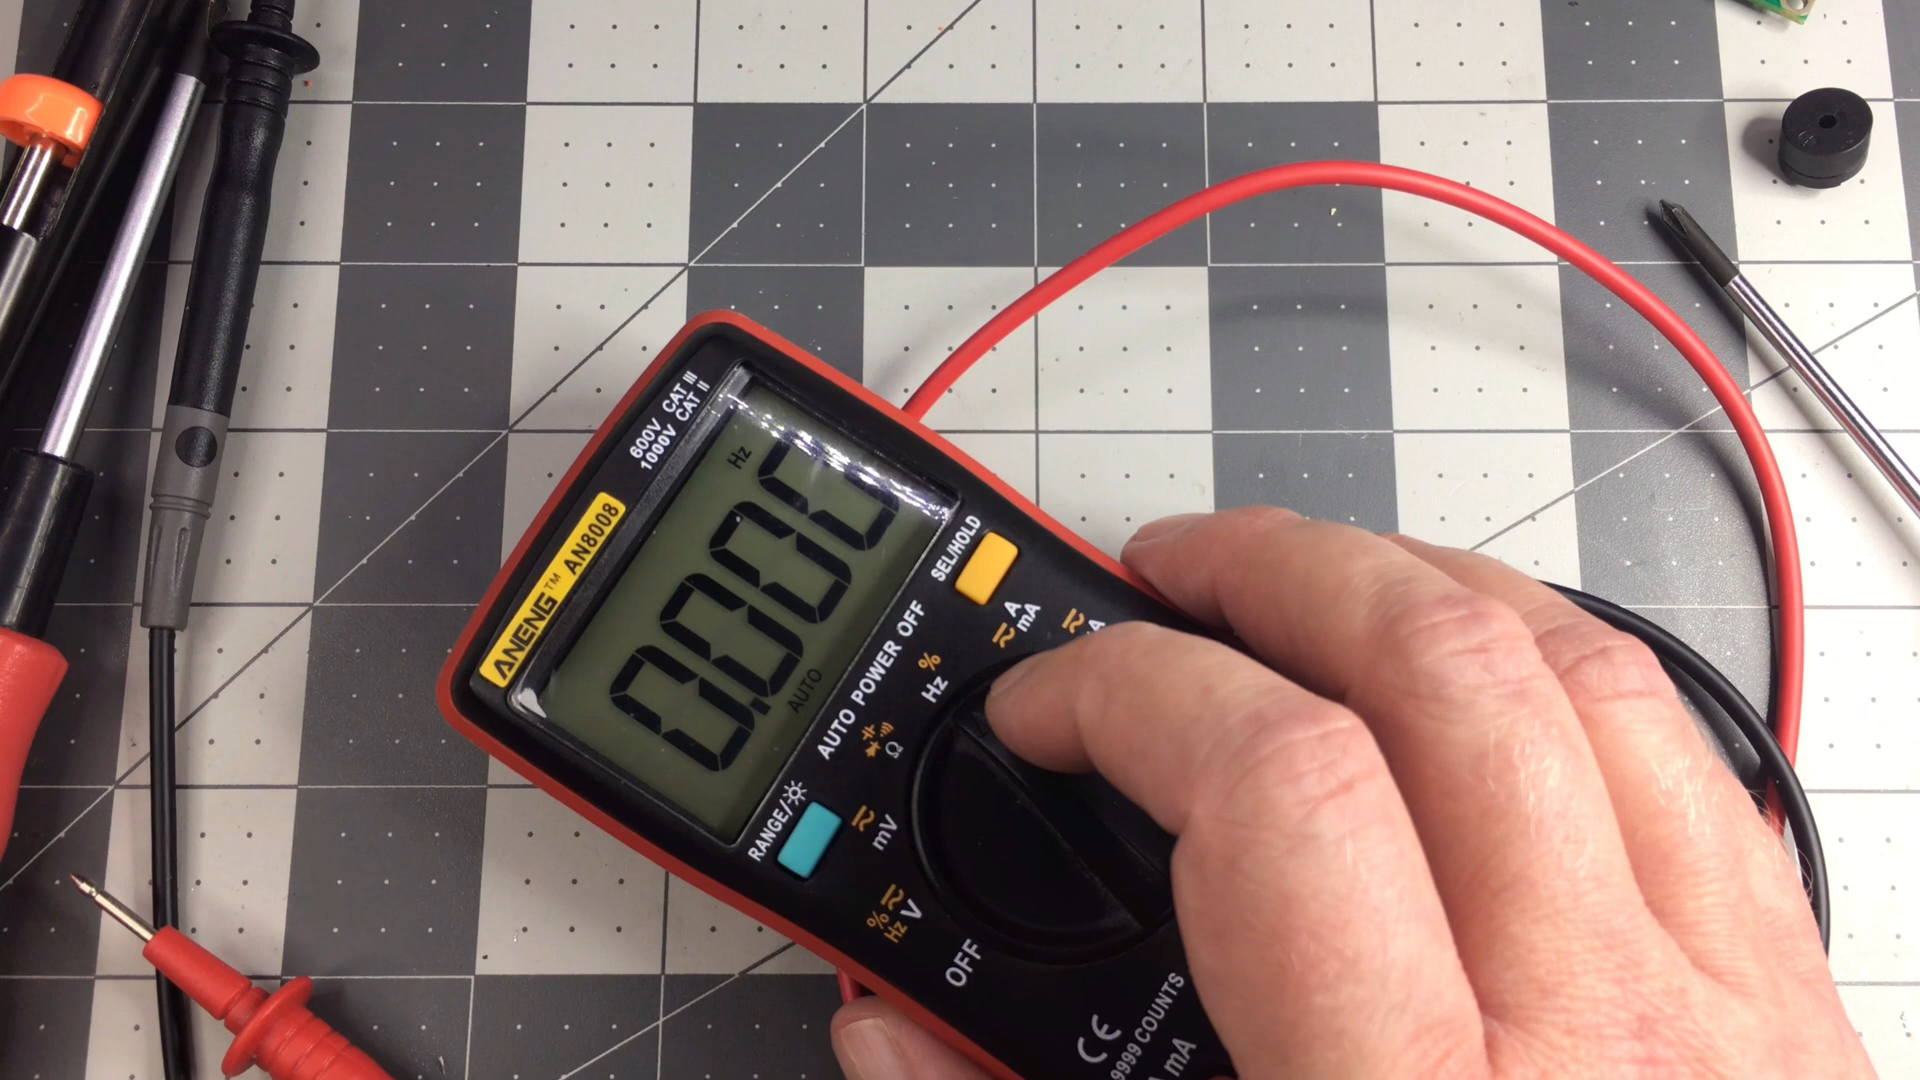 600V CAT III
1000V CAT II
ANENG™ AN8008
Hz
0.000
AUTO
SEL/HOLD
AUTO POWER OFF
RANGE/
A
mA
%
Hz
Ω
mV
%
Hz
V
OFF
CE
9999 COUNTS
mA